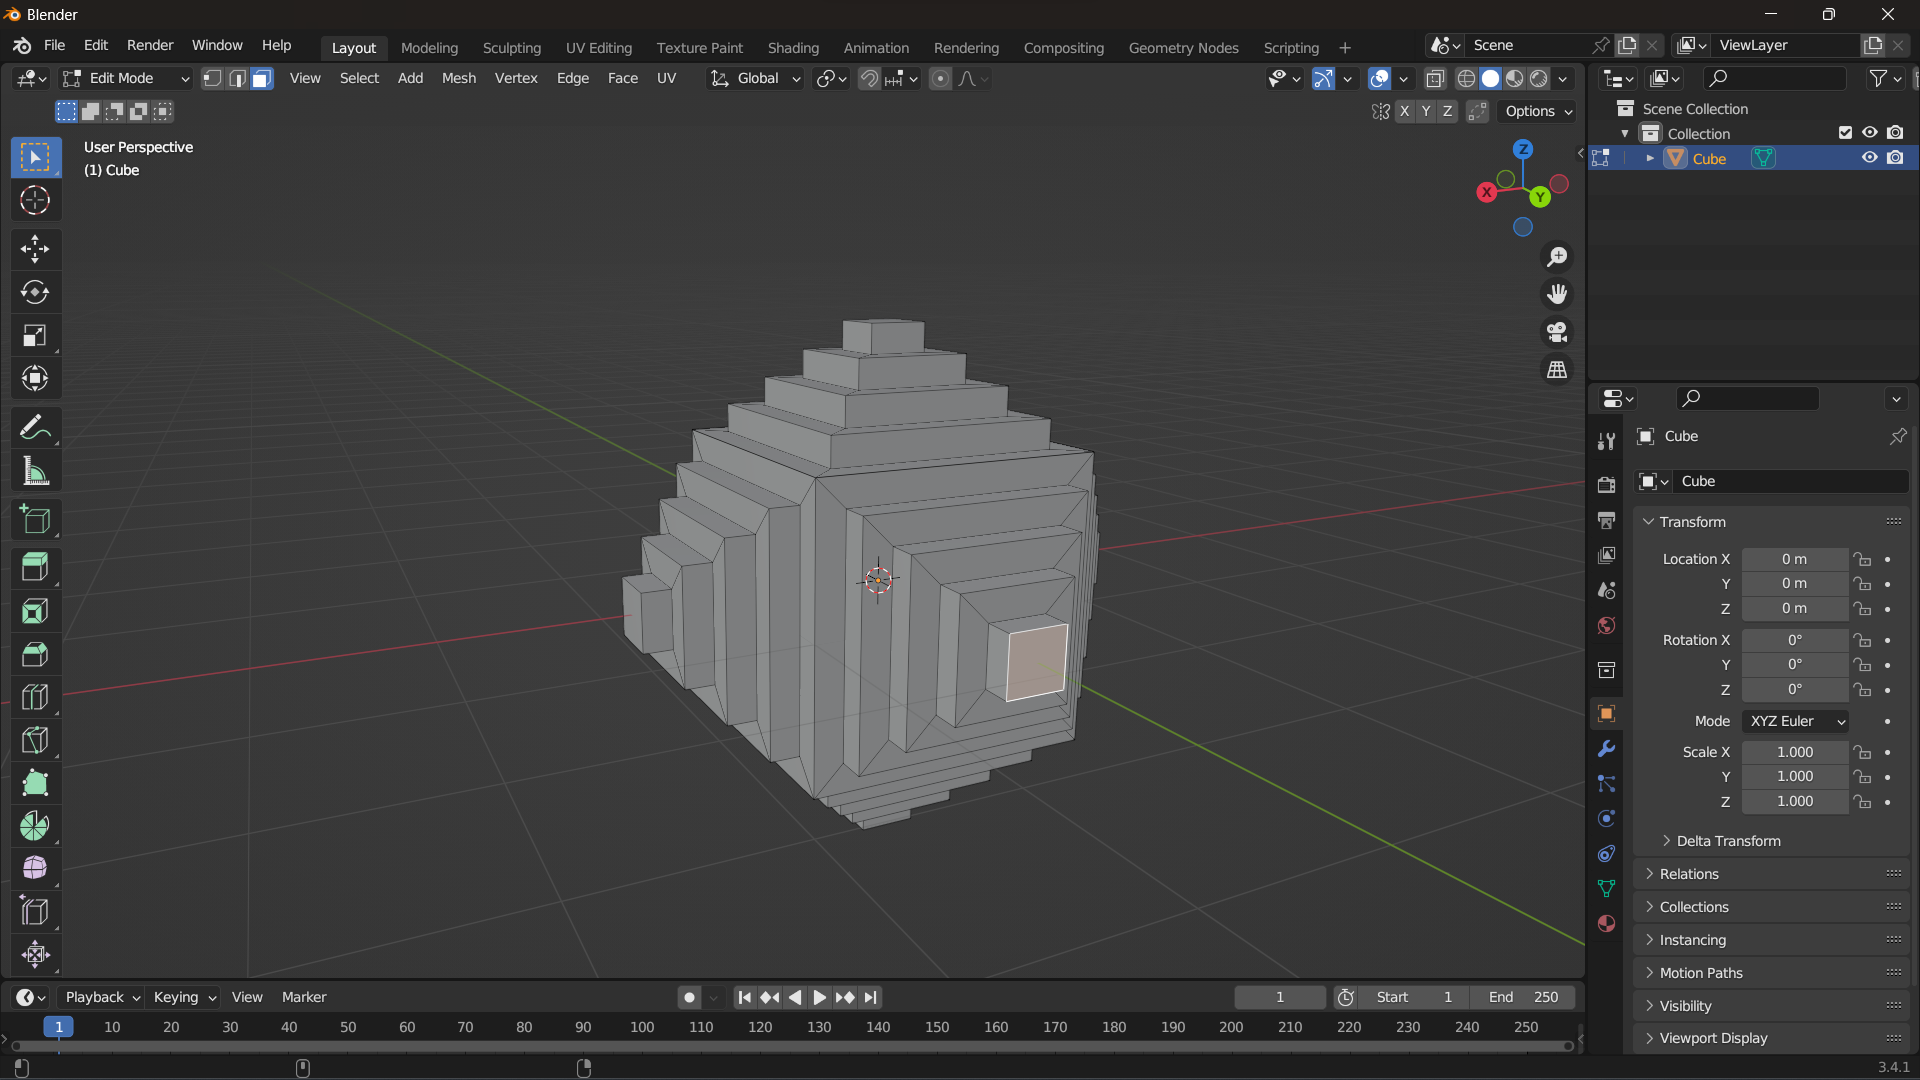 Blender
File Edit Render Window Help Layout Modeling Sculpting UV Editing Texture Paint Shading Animation Rendering Compositing Geometry Nodes Scripting + Scene ViewLayer
Edit Mode View Select Add Mesh Vertex Edge Face UV Global
X Y Z Options
User Perspective
(1) Cube
Z
X
Y
Scene Collection
Collection
Cube
Cube
Cube
Transform
Location X 0 m
Y 0 m
Z 0 m
Rotation X 0°
Y 0°
Z 0°
Mode XYZ Euler
Scale X 1.000
Y 1.000
Z 1.000
Delta Transform
Relations
Collections
Instancing
Motion Paths
Visibility
Viewport Display
Playback Keying View Marker 1 Start 1 End 250
1 10 20 30 40 50 60 70 80 90 100 110 120 130 140 150 160 170 180 190 200 210 220 230 240 250
3.4.1